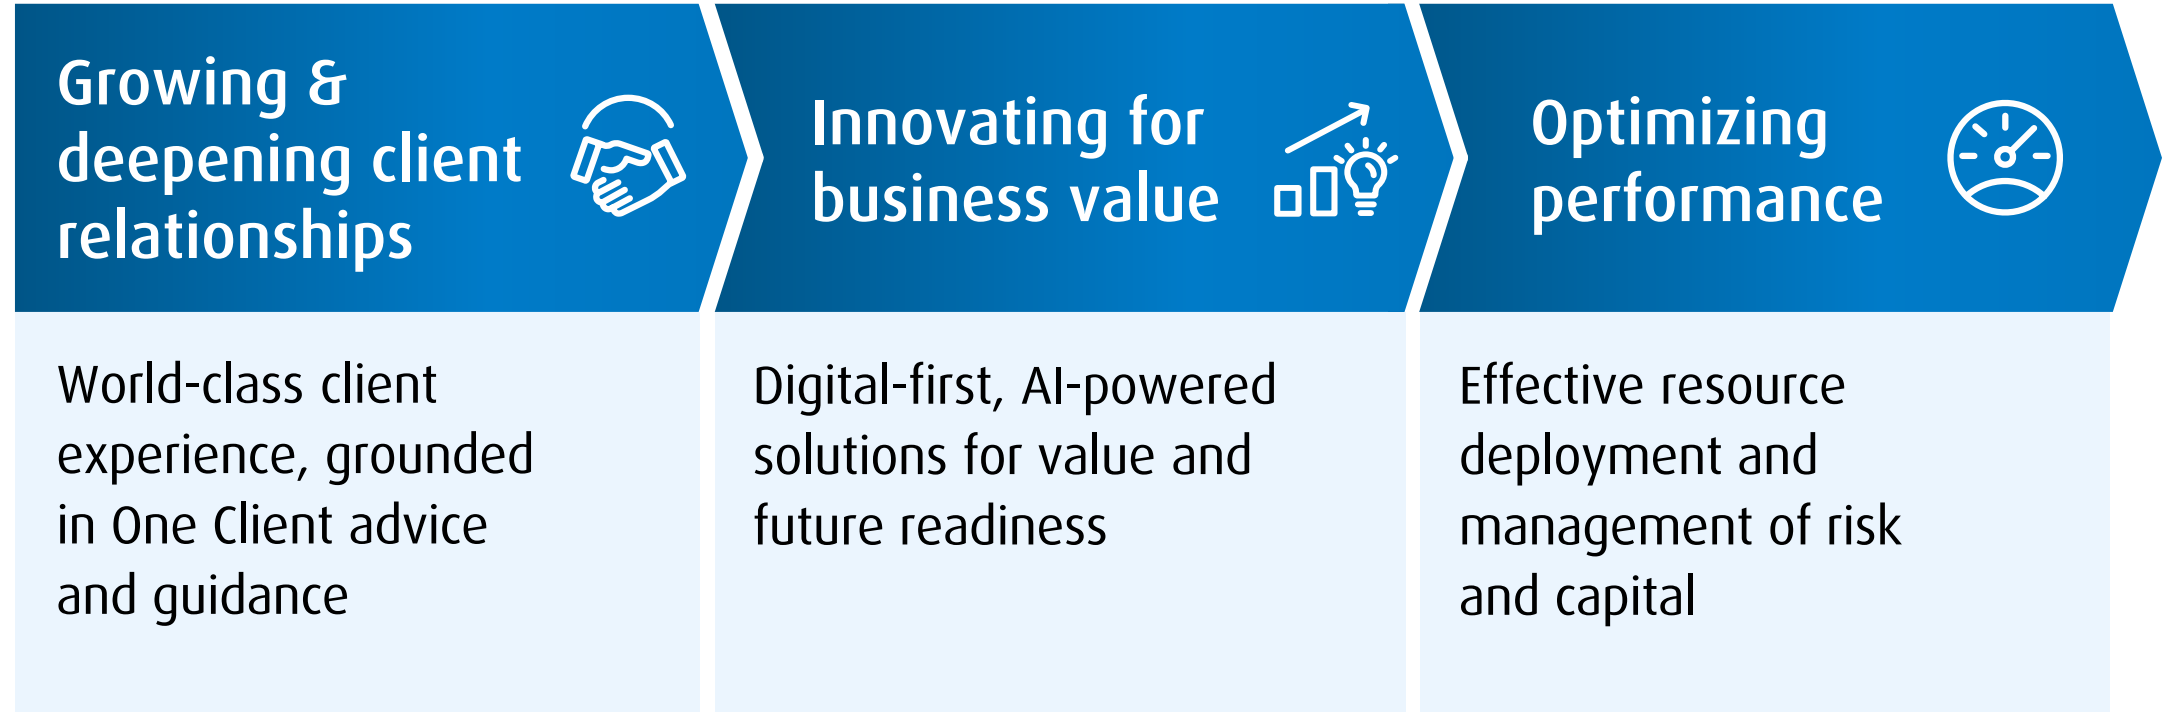 Growing &
deepening client
relationships
World-class client
experience, grounded
in One Client advice
and guidance
Innovating for
business value
Digital-first, AI-powered
solutions for value and
future readiness
Optimizing
performance
Effective resource
deployment and
management of risk
and capital